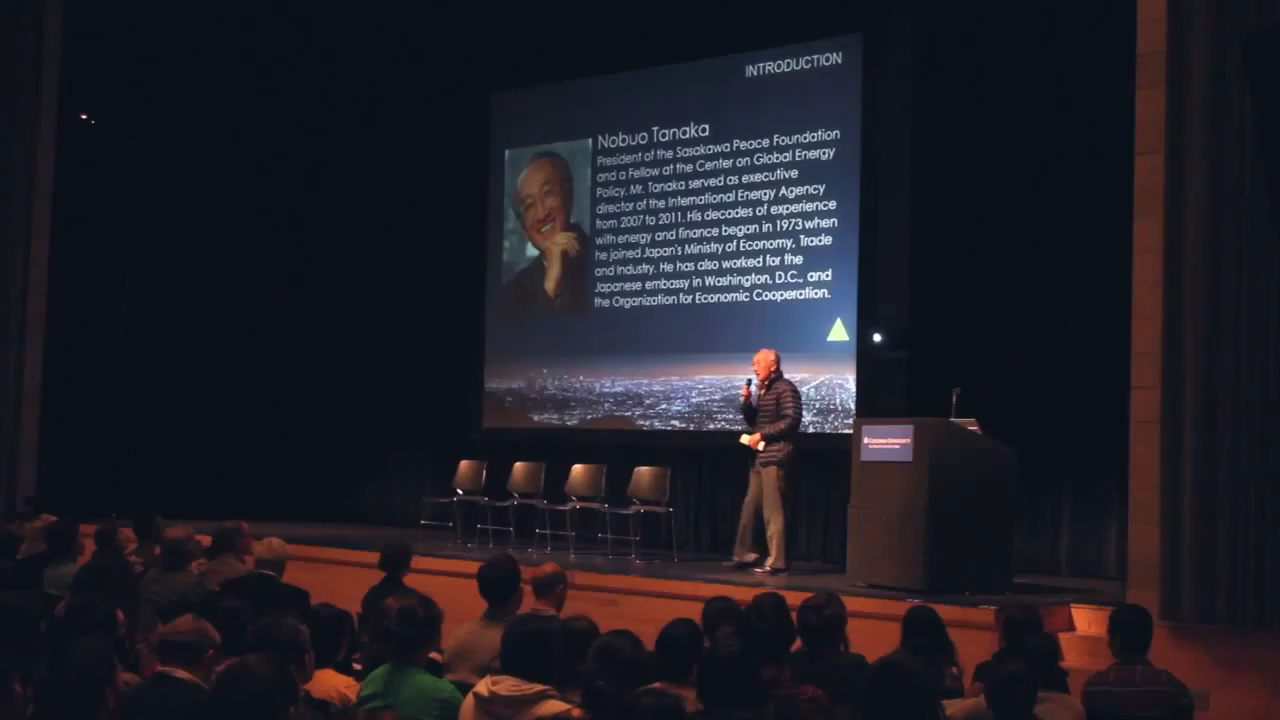 INTRODUCTION
Nobuo Tanaka
President of the Sasakawa Peace Foundation
and a Fellow at the Center on Global Energy
Policy. Mr. Tanaka served as executive
director of the International Energy Agency
from 2007 to 2011. His decades of experience
with energy and finance began in 1973 when
he joined Japan's Ministry of Economy, Trade
and Industry. He has also worked for the
Japanese embassy in Washington, D.C., and
the Organization for Economic Cooperation.
COLUMBIA UNIVERSITY